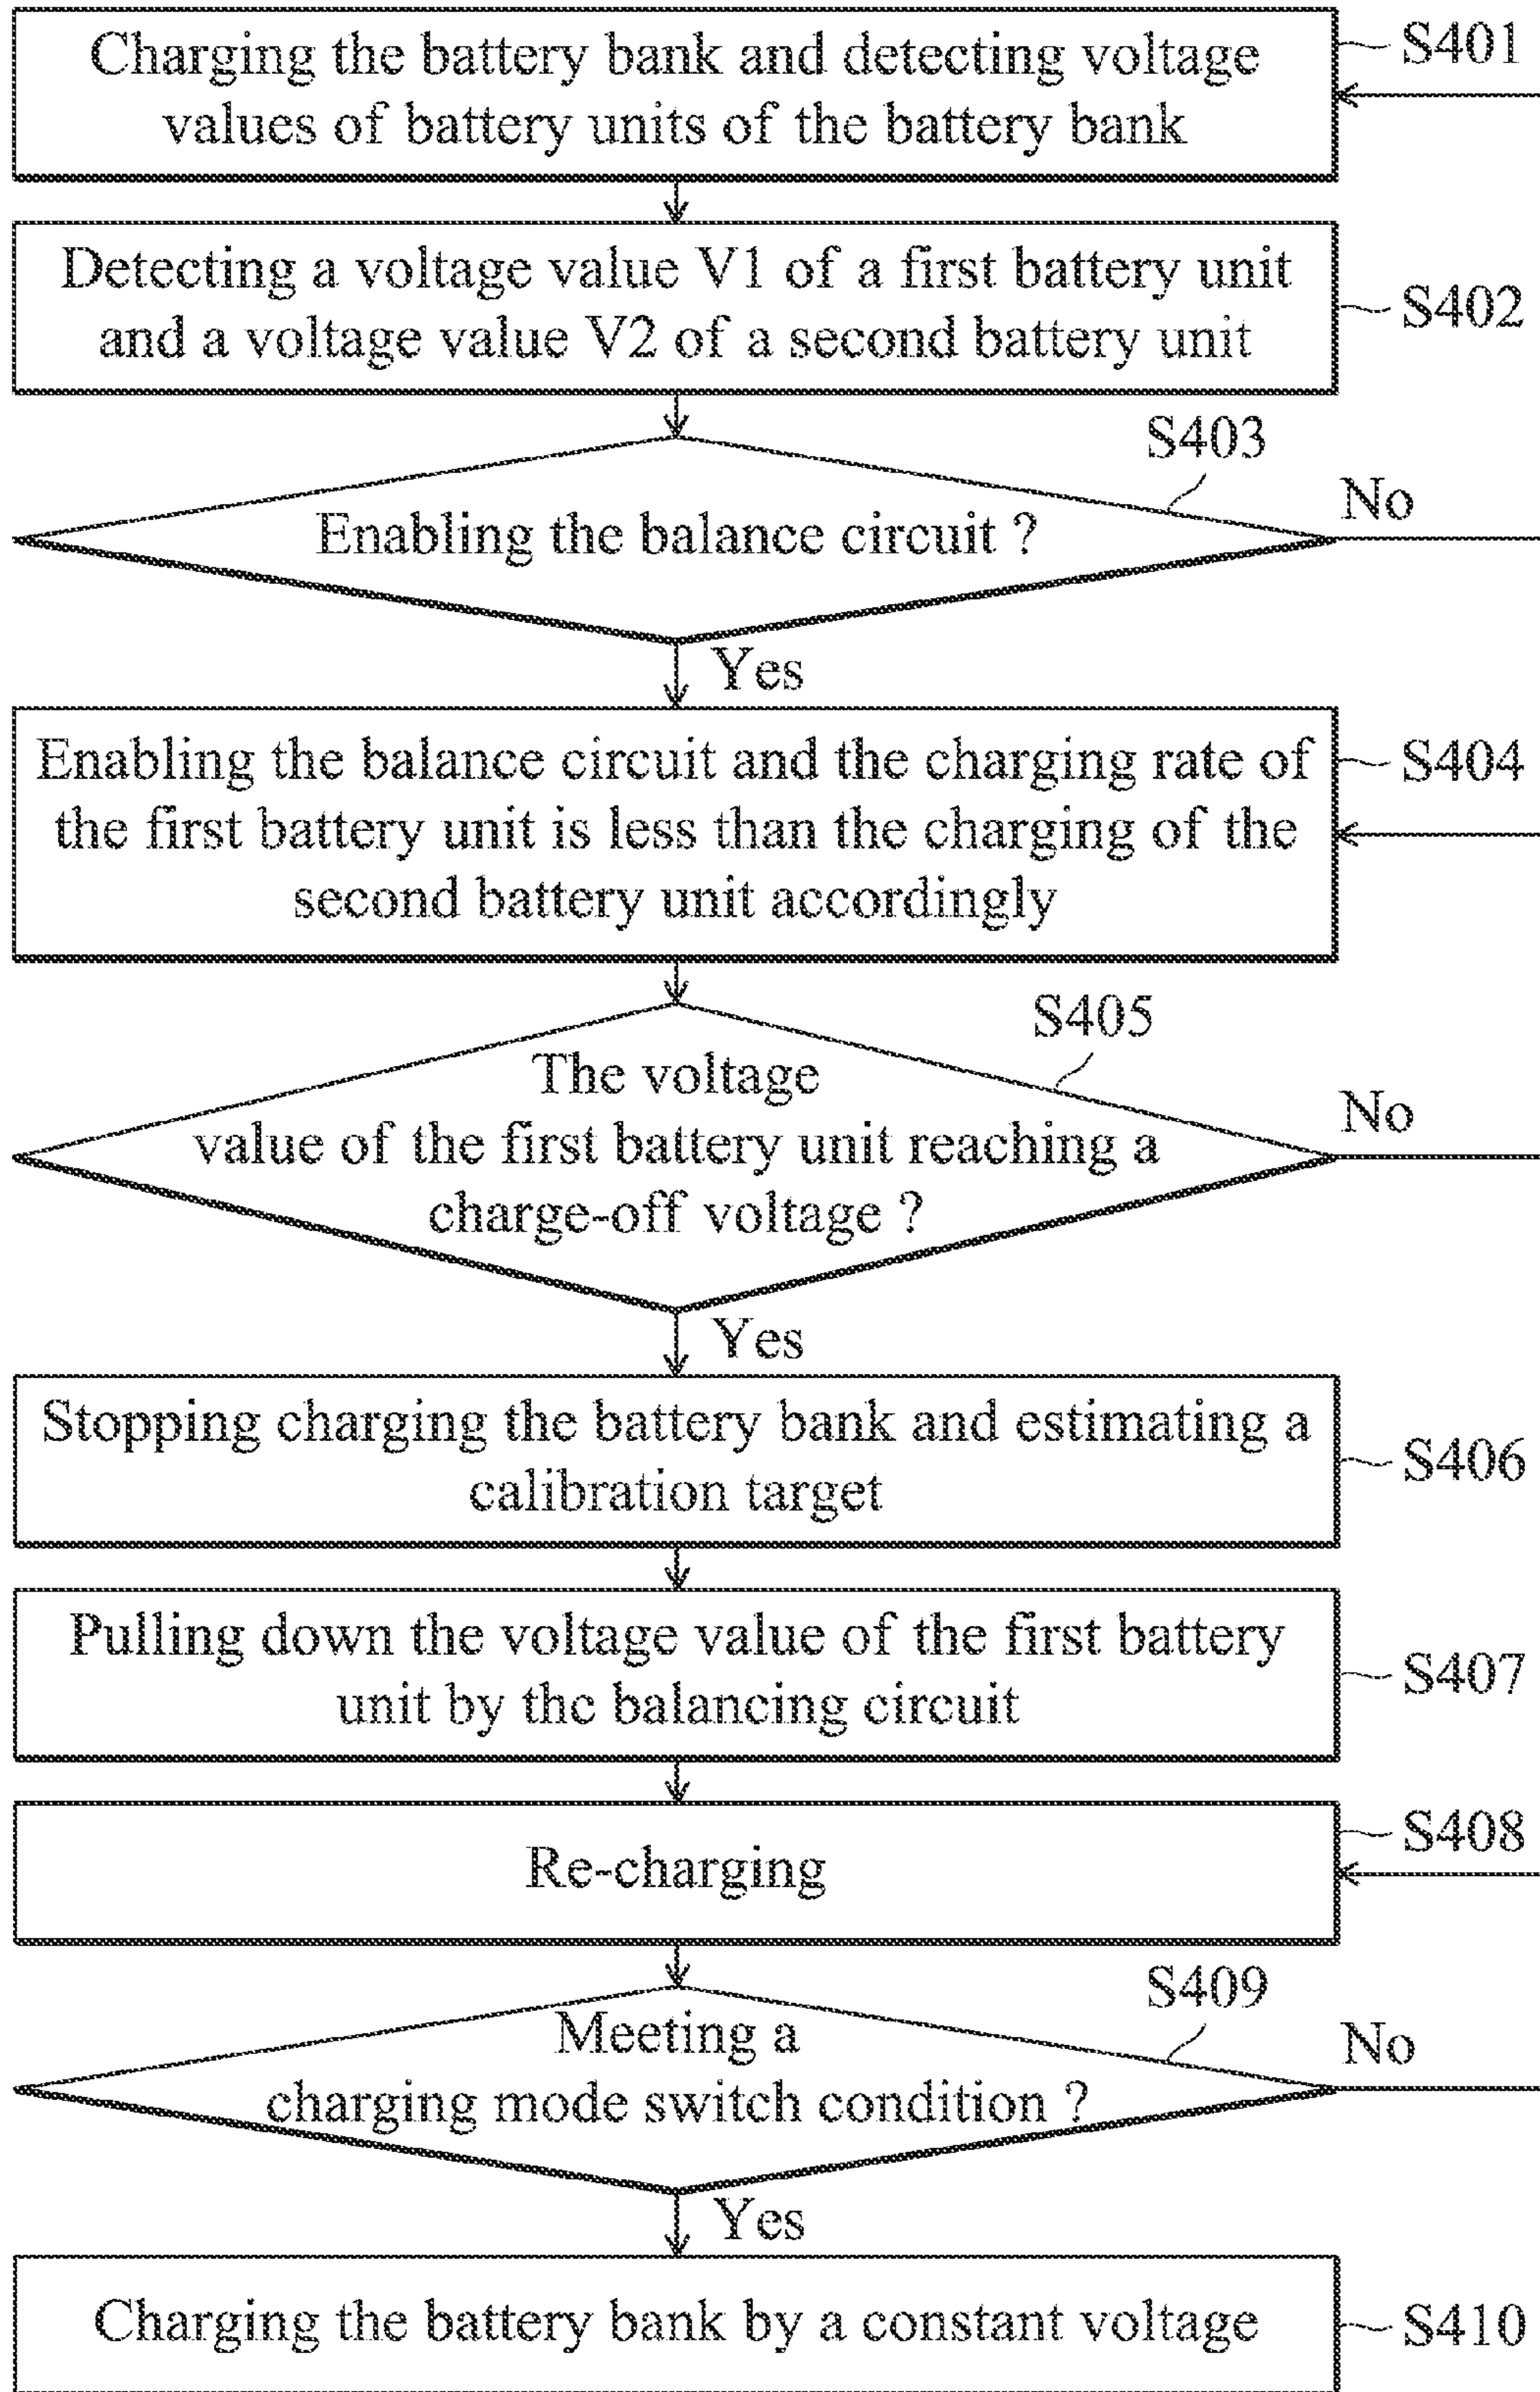 Charging the battery bank and detecting voltage
values of battery units of the battery bank
S401
Detecting a voltage value V1 of a first battery unit
and a voltage value V2 of a second battery unit
S402
S403
Enabling the balance circuit ?
No
Yes
Enabling the balance circuit and the charging rate of
the first battery unit is less than the charging of the
second battery unit accordingly
S404
S405
The voltage
value of the first battery unit reaching a
charge-off voltage ?
No
Yes
Stopping charging the battery bank and estimating a
calibration target
S406
Pulling down the voltage value of the first battery
unit by the balancing circuit
S407
Re-charging
S408
S409
Meeting a
charging mode switch condition ?
No
Yes
Charging the battery bank by a constant voltage
S410